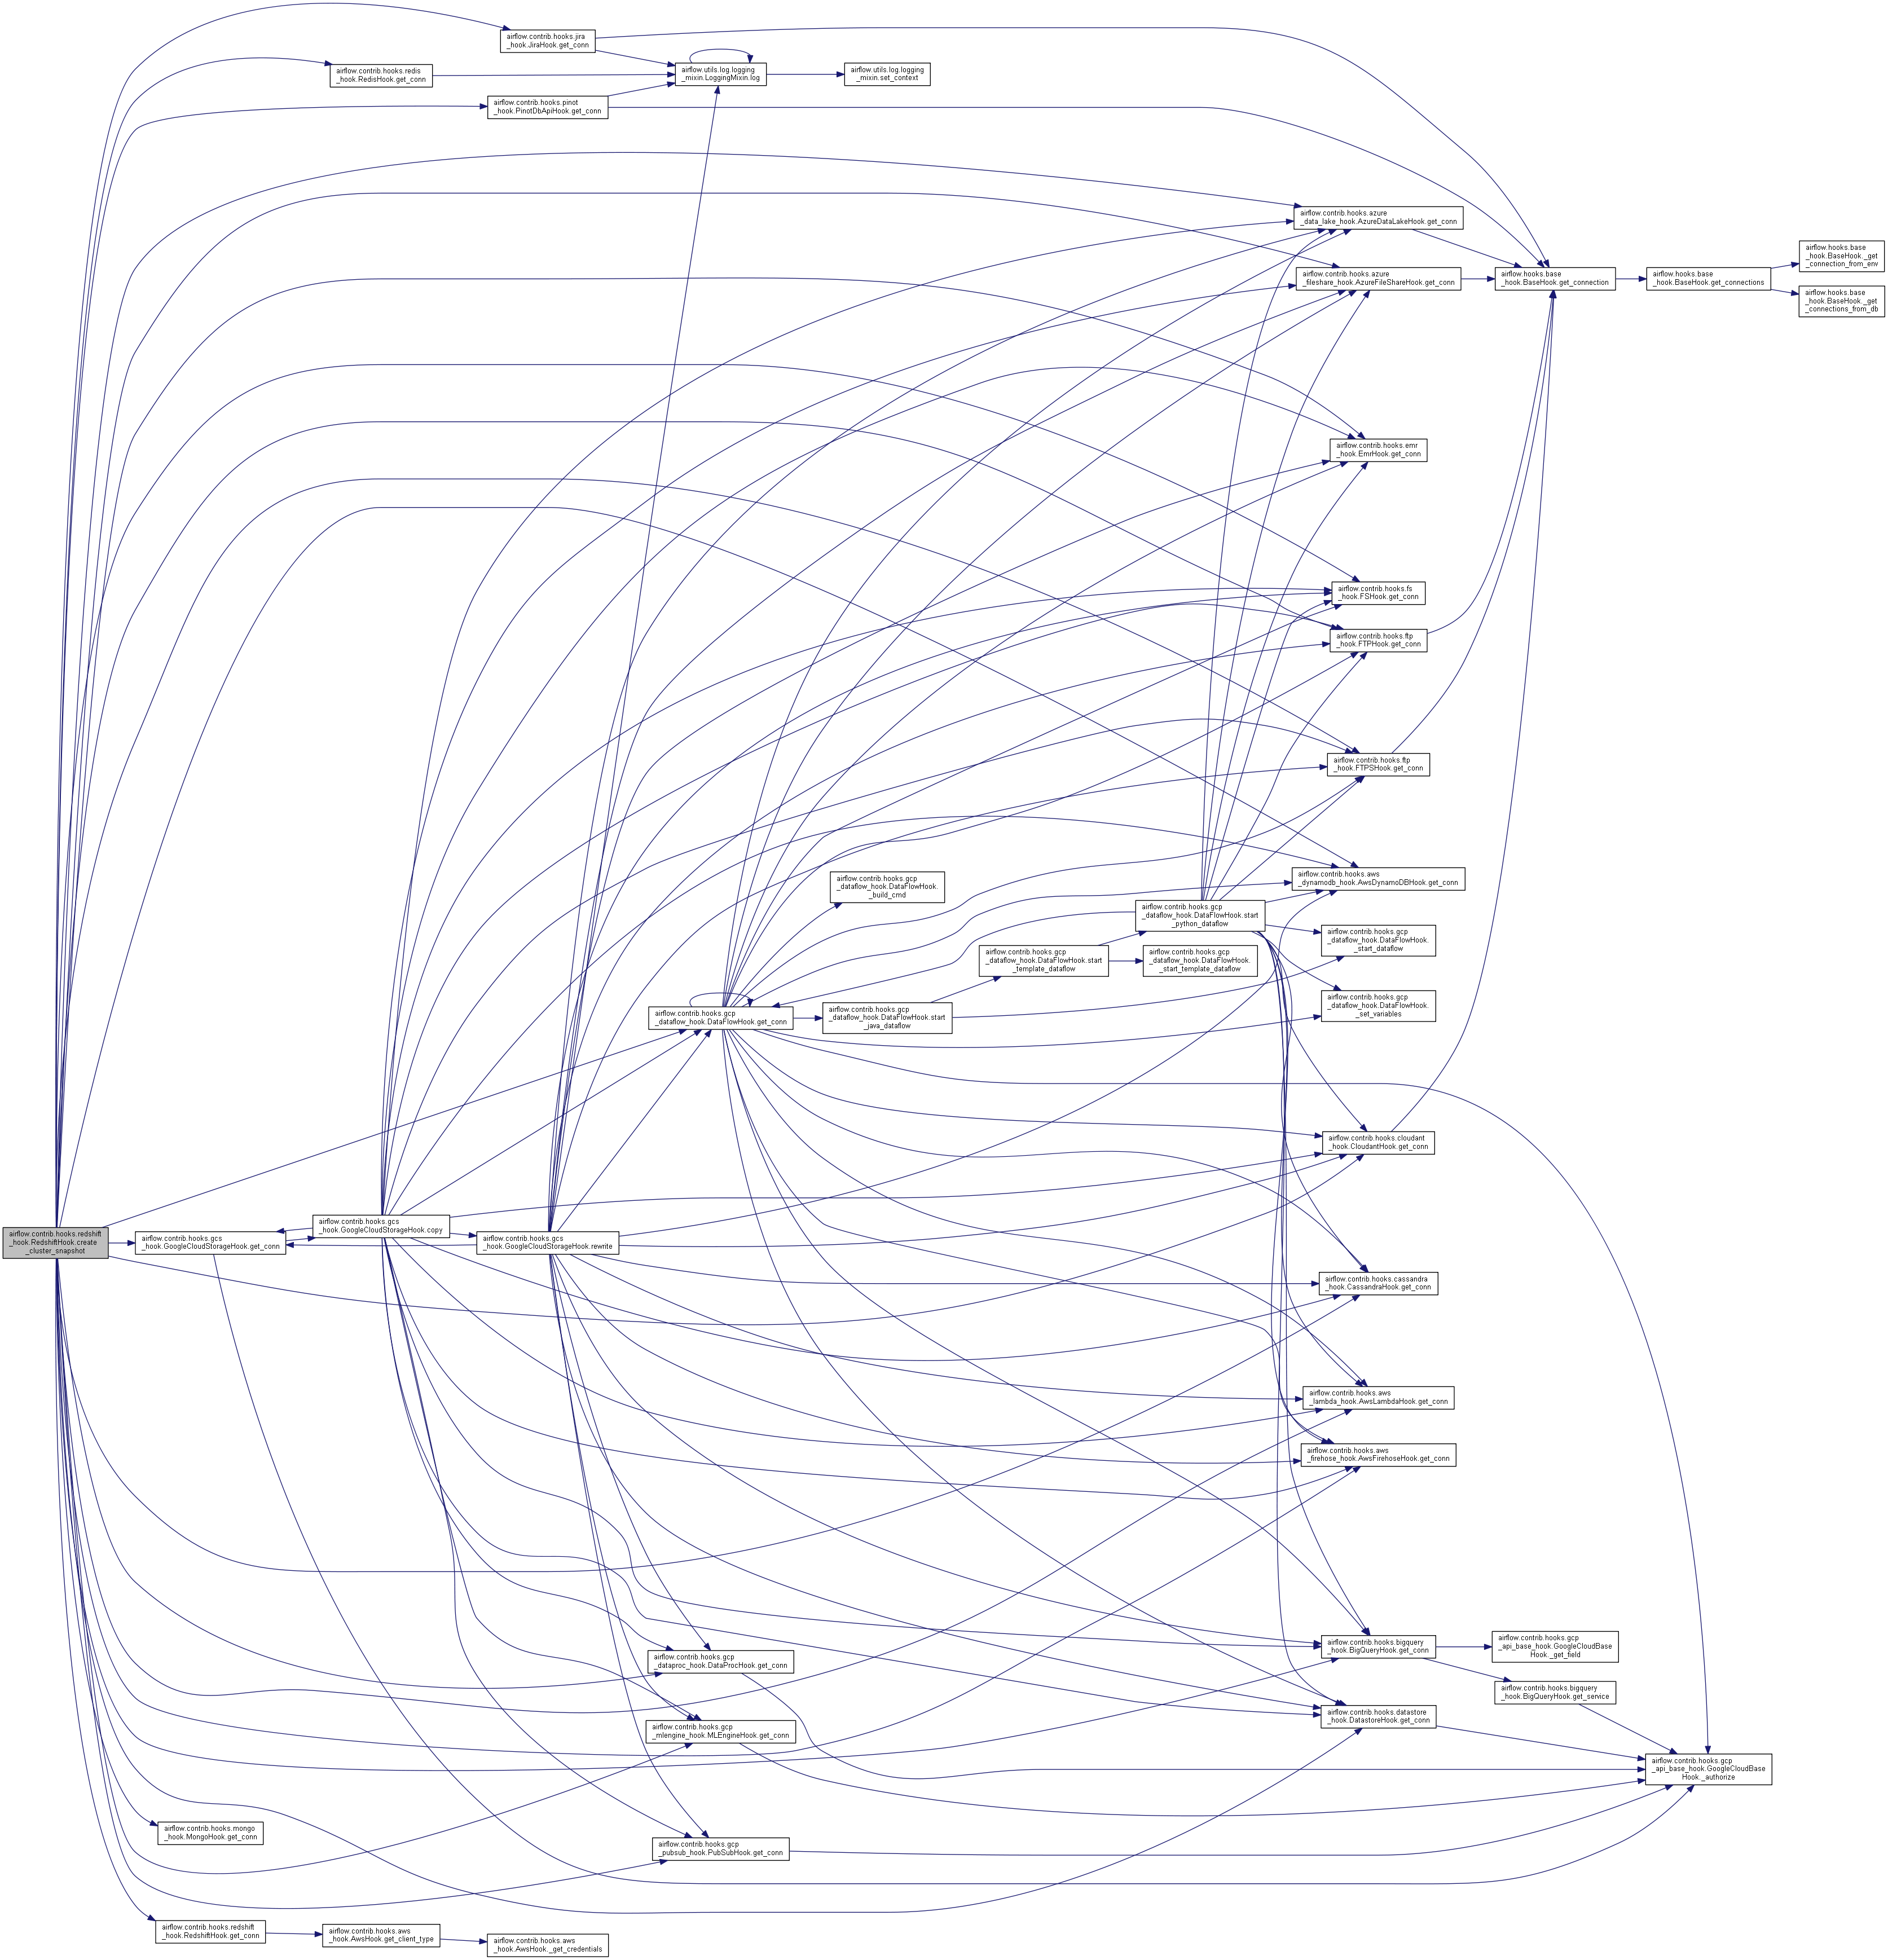 airflow.contrib.hooks.jira
_hook.JiraHook.get_conn
airflow.contrib.hooks.redis
_hook.RedisHook.get_conn
airflow.utils.log.logging
_mixin.LoggingMixin.log
airflow.utils.log.logging
_mixin.set_context
airflow.contrib.hooks.pinot
_hook.PinotDbApiHook.get_conn
airflow.contrib.hooks.azure
_data_lake_hook.AzureDataLakeHook.get_conn
airflow.contrib.hooks.azure
_fileshare_hook.AzureFileShareHook.get_conn
airflow.hooks.base
_hook.BaseHook.get_connection
airflow.hooks.base
_hook.BaseHook.get_connections
airflow.hooks.base
_hook.BaseHook._get
_connection_from_env
airflow.hooks.base
_hook.BaseHook._get
_connections_from_db
airflow.contrib.hooks.emr
_hook.EmrHook.get_conn
airflow.contrib.hooks.fs
_hook.FSHook.get_conn
airflow.contrib.hooks.ftp
_hook.FTPHook.get_conn
airflow.contrib.hooks.ftp
_hook.FTPSHook.get_conn
airflow.contrib.hooks.aws
_dynamodb_hook.AwsDynamoDBHook.get_conn
airflow.contrib.hooks.gcp
_dataflow_hook.DataFlowHook.
_build_cmd
airflow.contrib.hooks.gcp
_dataflow_hook.DataFlowHook.start
_python_dataflow
airflow.contrib.hooks.gcp
_dataflow_hook.DataFlowHook.
_start_dataflow
airflow.contrib.hooks.gcp
_dataflow_hook.DataFlowHook.start
_template_dataflow
airflow.contrib.hooks.gcp
_dataflow_hook.DataFlowHook.
_start_template_dataflow
airflow.contrib.hooks.gcp
_dataflow_hook.DataFlowHook.
_set_variables
airflow.contrib.hooks.gcp
_dataflow_hook.DataFlowHook.get_conn
airflow.contrib.hooks.gcp
_dataflow_hook.DataFlowHook.start
_java_dataflow
airflow.contrib.hooks.cloudant
_hook.CloudantHook.get_conn
airflow.contrib.hooks.redshift
_hook.RedshiftHook.create
_cluster_snapshot
airflow.contrib.hooks.gcs
_hook.GoogleCloudStorageHook.get_conn
airflow.contrib.hooks.gcs
_hook.GoogleCloudStorageHook.copy
airflow.contrib.hooks.gcs
_hook.GoogleCloudStorageHook.rewrite
airflow.contrib.hooks.cassandra
_hook.CassandraHook.get_conn
airflow.contrib.hooks.aws
_lambda_hook.AwsLambdaHook.get_conn
airflow.contrib.hooks.aws
_firehose_hook.AwsFirehoseHook.get_conn
airflow.contrib.hooks.bigquery
_hook.BigQueryHook.get_conn
airflow.contrib.hooks.gcp
_api_base_hook.GoogleCloudBase
Hook._get_field
airflow.contrib.hooks.gcp
_dataproc_hook.DataProcHook.get_conn
airflow.contrib.hooks.bigquery
_hook.BigQueryHook.get_service
airflow.contrib.hooks.datastore
_hook.DatastoreHook.get_conn
airflow.contrib.hooks.gcp
_mlengine_hook.MLEngineHook.get_conn
airflow.contrib.hooks.gcp
_api_base_hook.GoogleCloudBase
Hook._authorize
airflow.contrib.hooks.mongo
_hook.MongoHook.get_conn
airflow.contrib.hooks.gcp
_pubsub_hook.PubSubHook.get_conn
airflow.contrib.hooks.redshift
_hook.RedshiftHook.get_conn
airflow.contrib.hooks.aws
_hook.AwsHook.get_client_type
airflow.contrib.hooks.aws
_hook.AwsHook._get_credentials